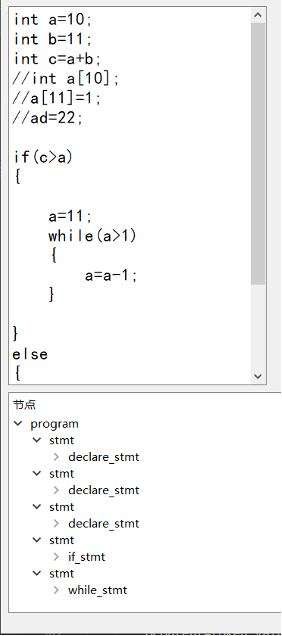 int a=10;
int b=11;
int c=a+b;
//int a[10];
//a[11]=1;
//ad=22;
if(c>a)
{
a=11;
while(a>1)
{
a=a-1;
}
}
else
{
节点
program
stmt
declare_stmt
stmt
declare_stmt
stmt
declare_stmt
stmt
if_stmt
stmt
while_stmt